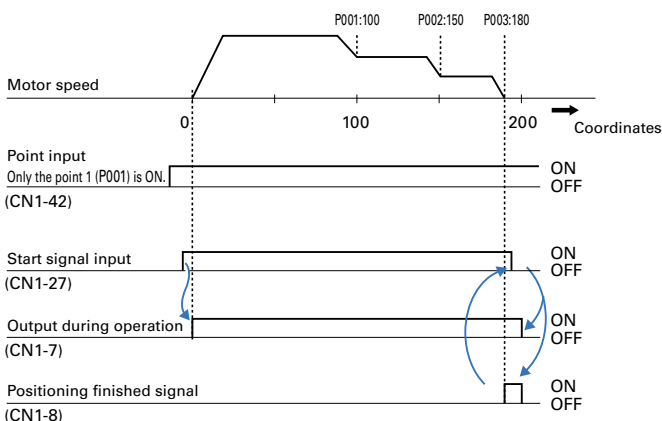 P001:100 P002:150 P003:180
Motor speed
0 100 200
Coordinates
Point input
Only the point 1 (P001) is ON.
(CN1-42)
ON
OFF
Start signal input
(CN1-27)
ON
OFF
Output during operation
(CN1-7)
ON
OFF
Positioning finished signal
(CN1-8)
ON
OFF